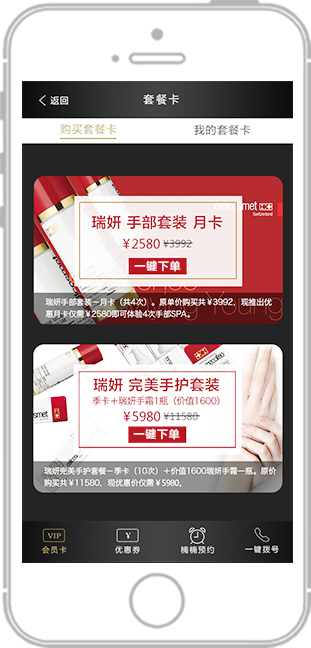 返回
套餐卡
购买套餐卡
我的套餐卡
met
Switzerland
瑞妍 手部套装 月卡
¥2580 ¥3992
一键下单
瑞妍手部套装－月卡（共4次）。原单价购买共￥3992，现推出优
惠月卡仅需￥2580即可体验4次手部SPA。
Young
瑞妍 完美手护套装
季卡＋瑞妍手霜1瓶（价值1600）
¥5980 ¥11580
smet
一键下单
瑞妍完美手护套餐－季卡（10次）＋价值1600瑞妍手霜一瓶。原价
购买共￥11580，现优惠价仅需￥5980。
VIP
Y
会员卡
优惠券
楠楠预约
一键拨号